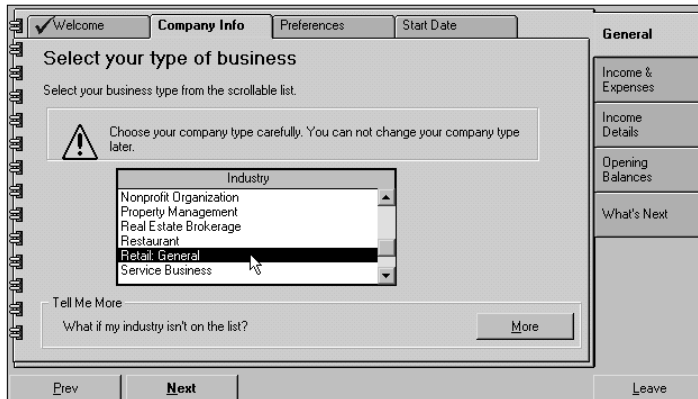 Welcome
Company Info
Preferences
Start Date
General
Select your type of business
Select your business type from the scrollable list.
Income &
Expenses
Choose your company type carefully. You can not change your company type
later.
Income
Details
Opening
Balances
What's Next
Industry
Nonprofit Organization
Property Management
Real Estate Brokerage
Restaurant
Retail: General
Service Business
Tell Me More
What if my industry isn't on the list?
More
Prev
Next
Leave